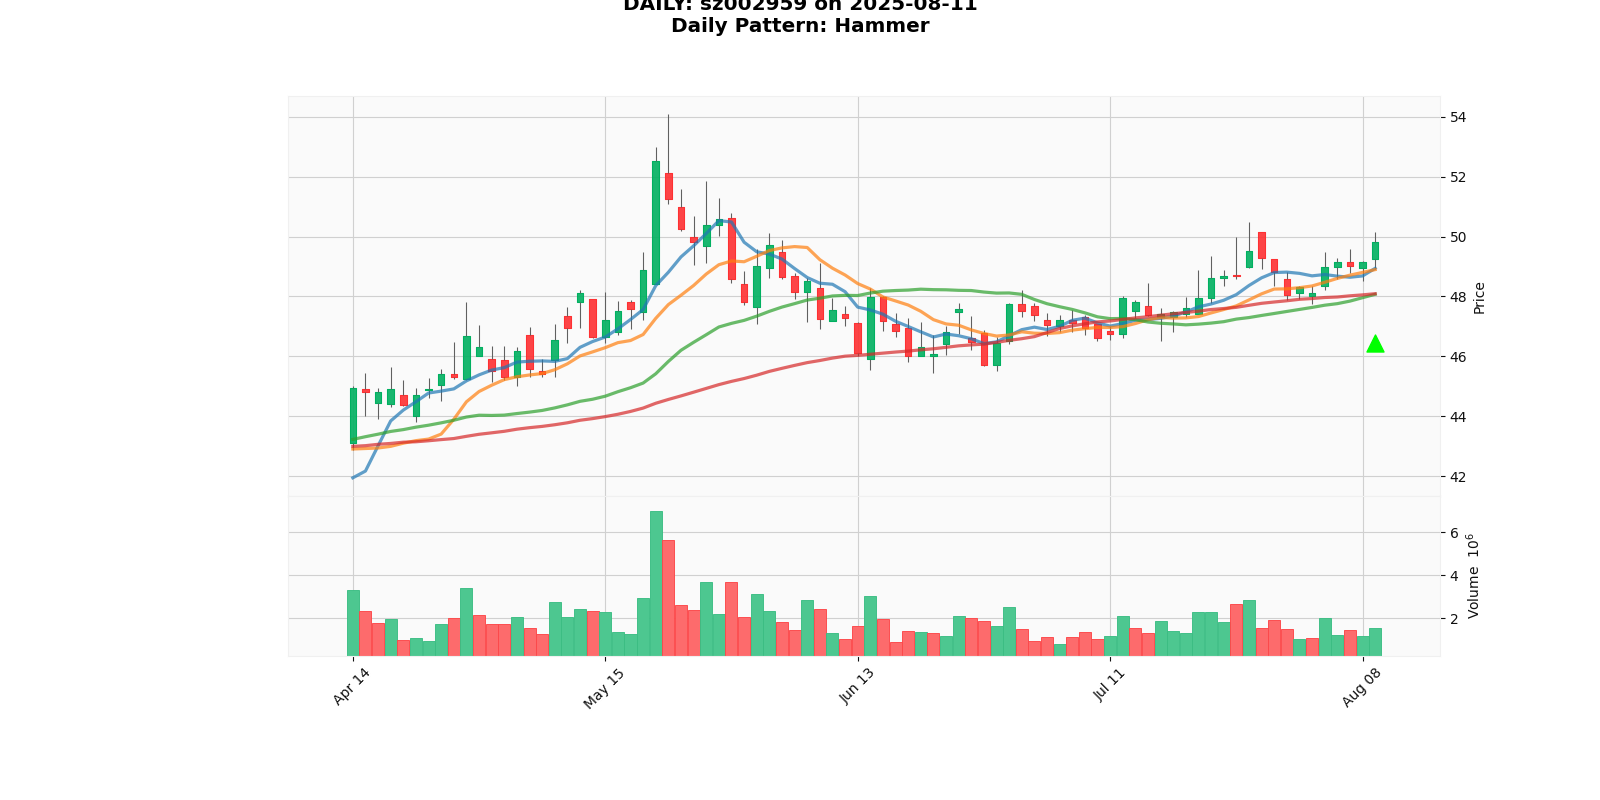 DAILY: sz002959 on 2025-08-11
Daily Pattern: Hammer
54
52
50
48
46
44
42
Price
6
4
2
Volume 10^6
Apr 14
May 15
Jun 13
Jul 11
Aug 08